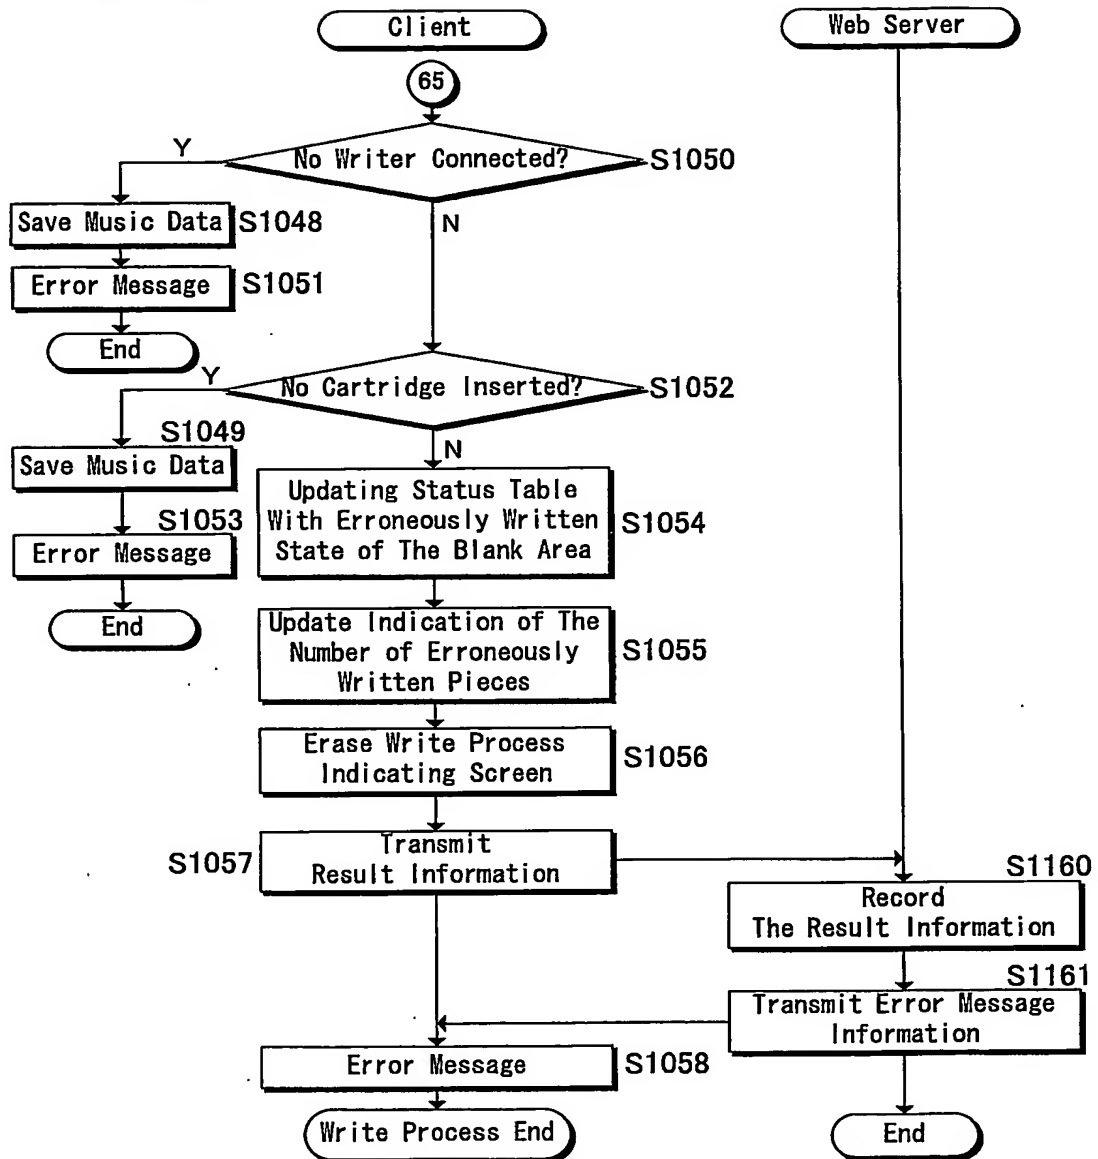 Client
Web Server
65
Y
No Writer Connected?
S1050
Save Music Data
S1048
N
Error Message
S1051
End
Y
No Cartridge Inserted?
S1052
S1049
Save Music Data
N
Updating Status Table
With Erroneously Written
State of The Blank Area
S1054
S1053
Error Message
End
Update Indication of The
Number of Erroneously
Written Pieces
S1055
Erase Write Process
Indicating Screen
S1056
S1057
Transmit
Result Information
S1160
Record
The Result Information
S1161
Transmit Error Message
Information
Error Message
S1058
Write Process End
End